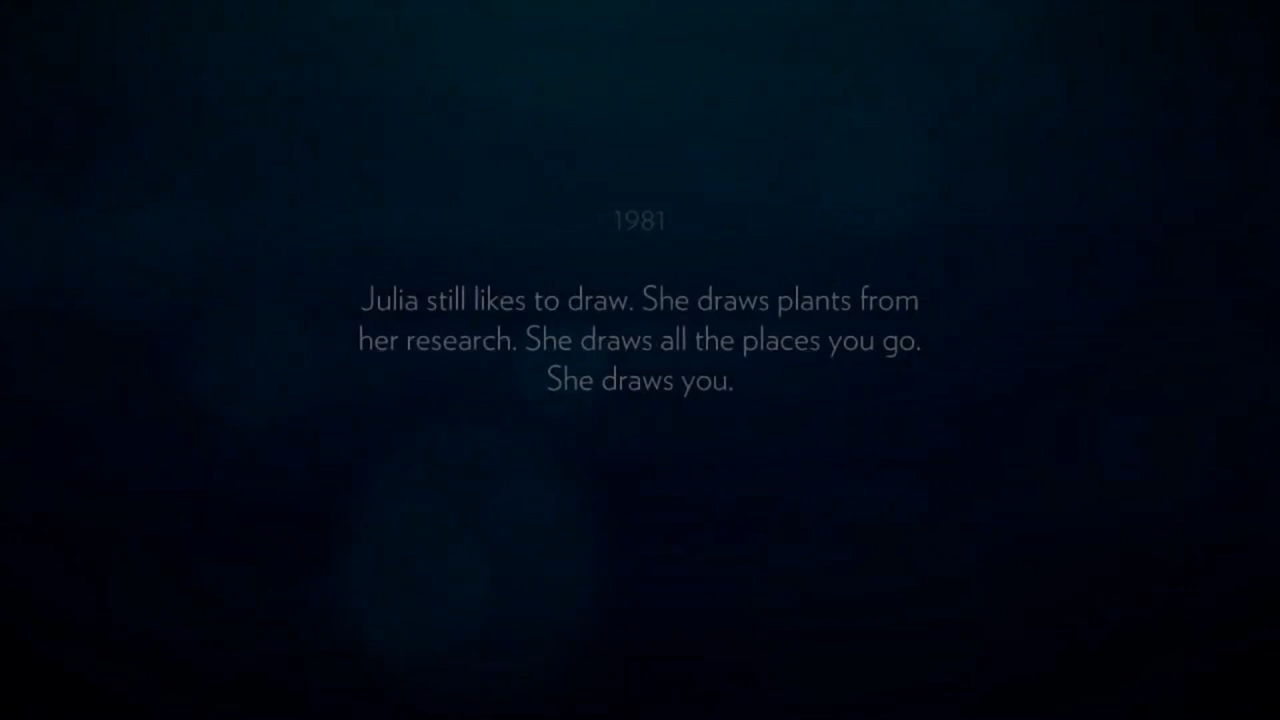 1981
Julia still likes to draw. She draws plants from
her research. She draws all the places you go.
She draws you.